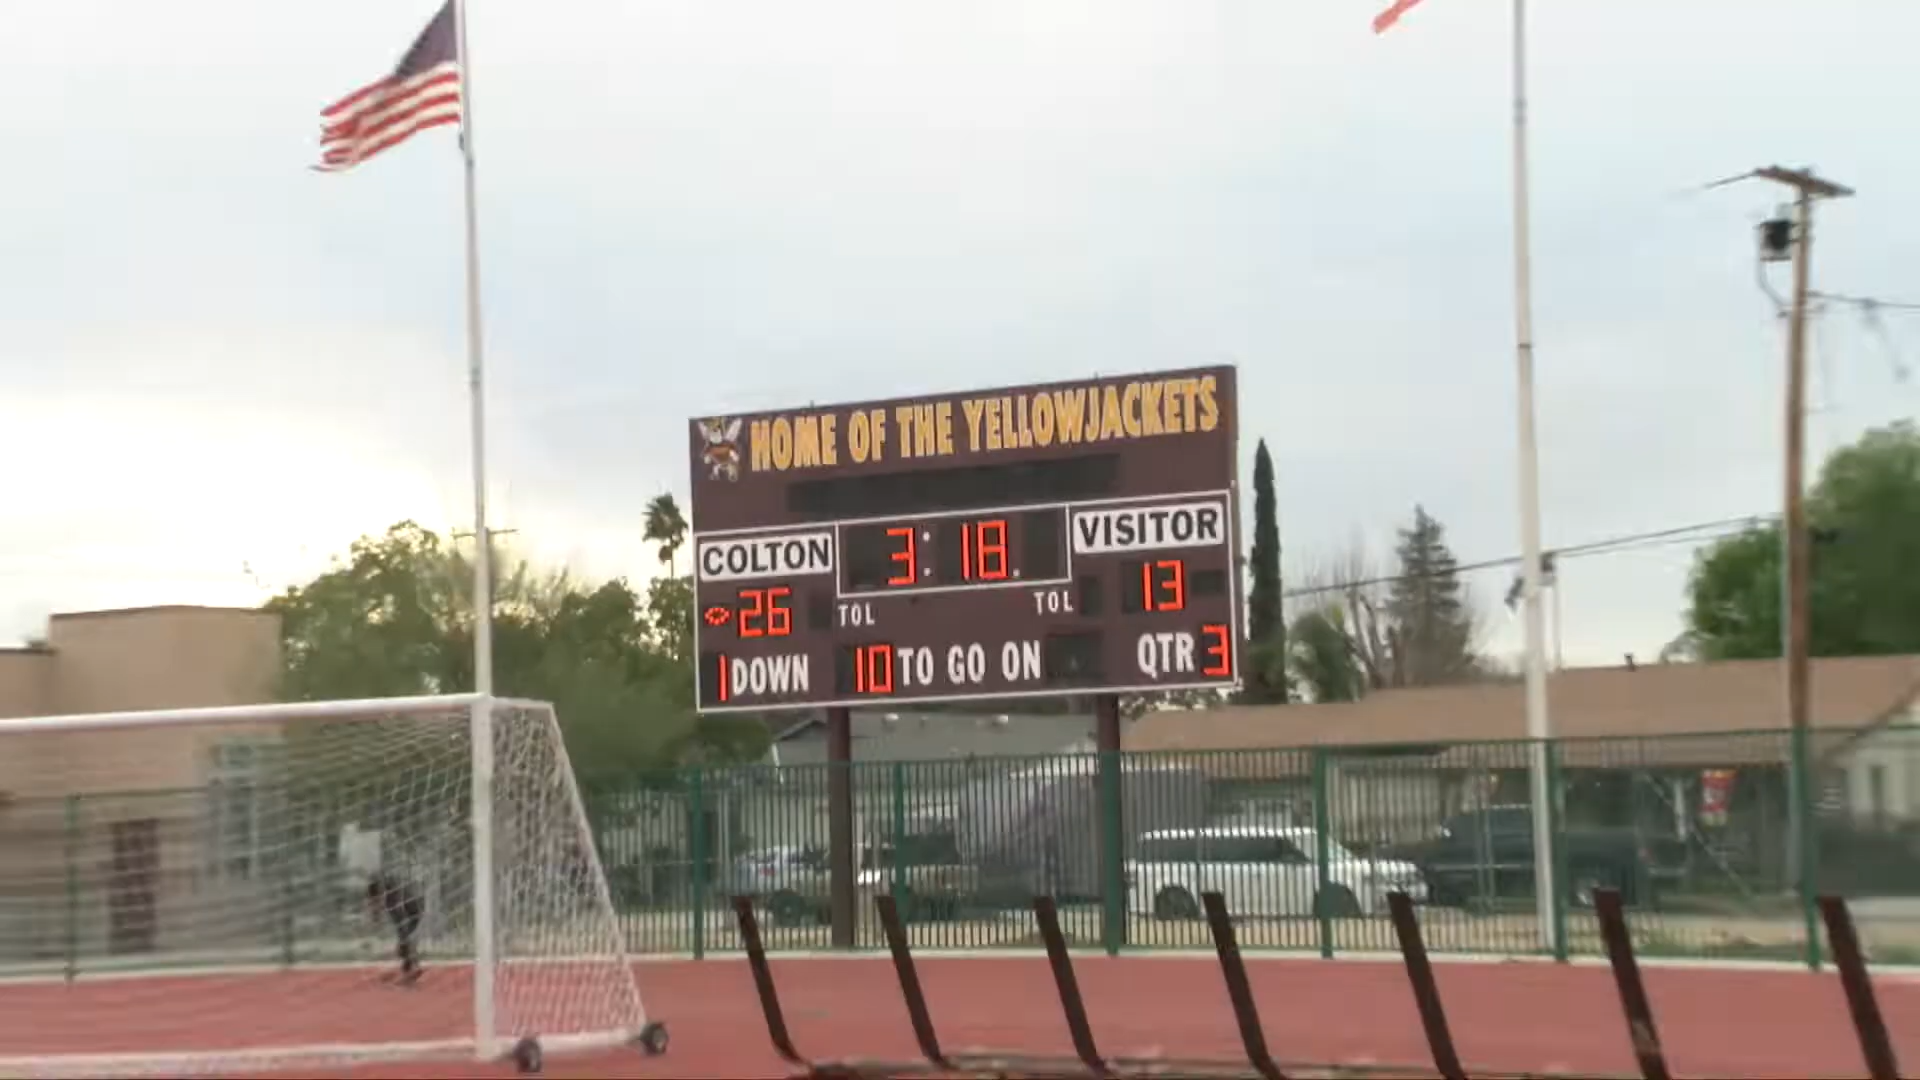 HOME OF THE YELLOWJACKETS
COLTON 3:18. VISITOR
26 TOL TOL 13
1 DOWN 10 TO GO ON QTR 3